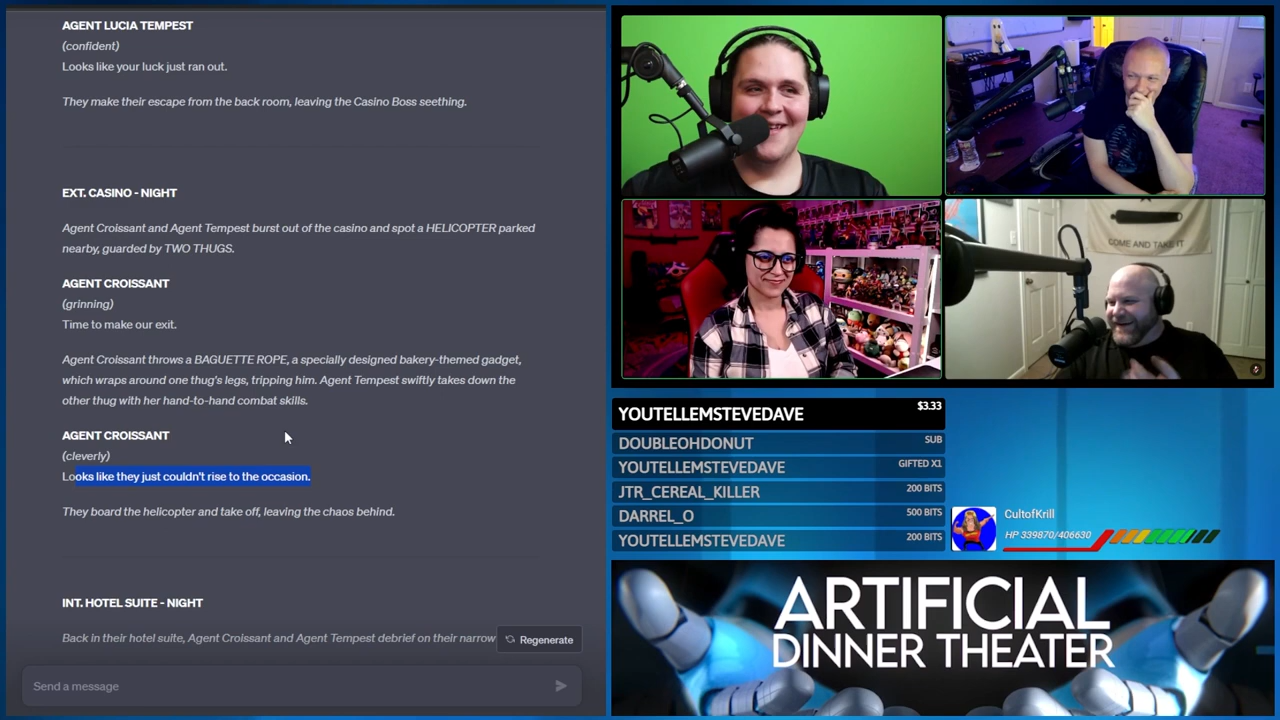 AGENT LUCIA TEMPEST
(confident)
Looks like your luck just ran out.
They make their escape from the back room, leaving the Casino Boss seething.
EXT. CASINO - NIGHT
Agent Croissant and Agent Tempest burst out of the casino and spot a HELICOPTER parked
nearby, guarded by TWO THUGS.
AGENT CROISSANT
(grinning)
Time to make our exit.
Agent Croissant throws a BAGUETTE ROPE, a specially designed bakery-themed gadget,
which wraps around one thug's legs, tripping him. Agent Tempest swiftly takes down the
other thug with her hand-to-hand combat skills.
AGENT CROISSANT
(cleverly)
Looks like they just couldn't rise to the occasion.
They board the helicopter and take off, leaving the chaos behind.
INT. HOTEL SUITE - NIGHT
Back in their hotel suite, Agent Croissant and Agent Tempest debrief on their narrow
Regenerate
Send a message
COME AND TAKE IT
YOUTELLEMSTEVEDAVE $3.33
DOUBLEOHDONUT SUB
YOUTELLEMSTEVEDAVE GIFTED X1
JTR_CEREAL_KILLER 200 BITS
DARREL_O 500 BITS
YOUTELLEMSTEVEDAVE 200 BITS
CultofKrill
HP 339870/406630
ARTIFICIAL
DINNER THEATER